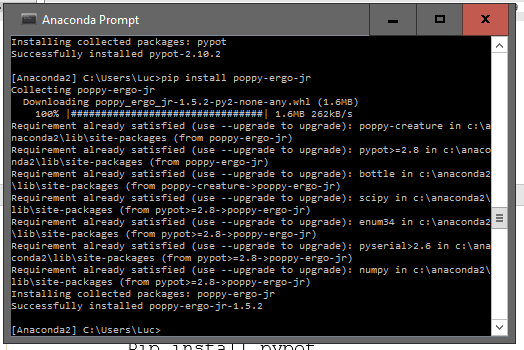 Anaconda Prompt
Installing collected packages: pypot
Successfully installed pypot-2.10.2
[Anaconda2] C:\Users\Luc>pip install poppy-ergo-jr
Collecting poppy-ergo-jr
Downloading poppy_ergo_jr-1.5.2-py2-none-any.whl (1.6MB)
100% |################################| 1.6MB 262kB/s
Requirement already satisfied (use --upgrade to upgrade): poppy-creature in c:\a
naconda2\lib\site-packages (from poppy-ergo-jr)
Requirement already satisfied (use --upgrade to upgrade): pypot>=2.8 in c:\anaco
nda2\lib\site-packages (from poppy-ergo-jr)
Requirement already satisfied (use --upgrade to upgrade): bottle in c:\anaconda2
\lib\site-packages (from poppy-creature->poppy-ergo-jr)
Requirement already satisfied (use --upgrade to upgrade): scipy in c:\anaconda2\
lib\site-packages (from pypot>=2.8->poppy-ergo-jr)
Requirement already satisfied (use --upgrade to upgrade): enum34 in c:\anaconda2
\lib\site-packages (from pypot>=2.8->poppy-ergo-jr)
Requirement already satisfied (use --upgrade to upgrade): pyserial>2.6 in c:\ana
conda2\lib\site-packages (from pypot>=2.8->poppy-ergo-jr)
Requirement already satisfied (use --upgrade to upgrade): numpy in c:\anaconda2\
lib\site-packages (from pypot>=2.8->poppy-ergo-jr)
Installing collected packages: poppy-ergo-jr
Successfully installed poppy-ergo-jr-1.5.2
[Anaconda2] C:\Users\Luc>
Pip install pypot